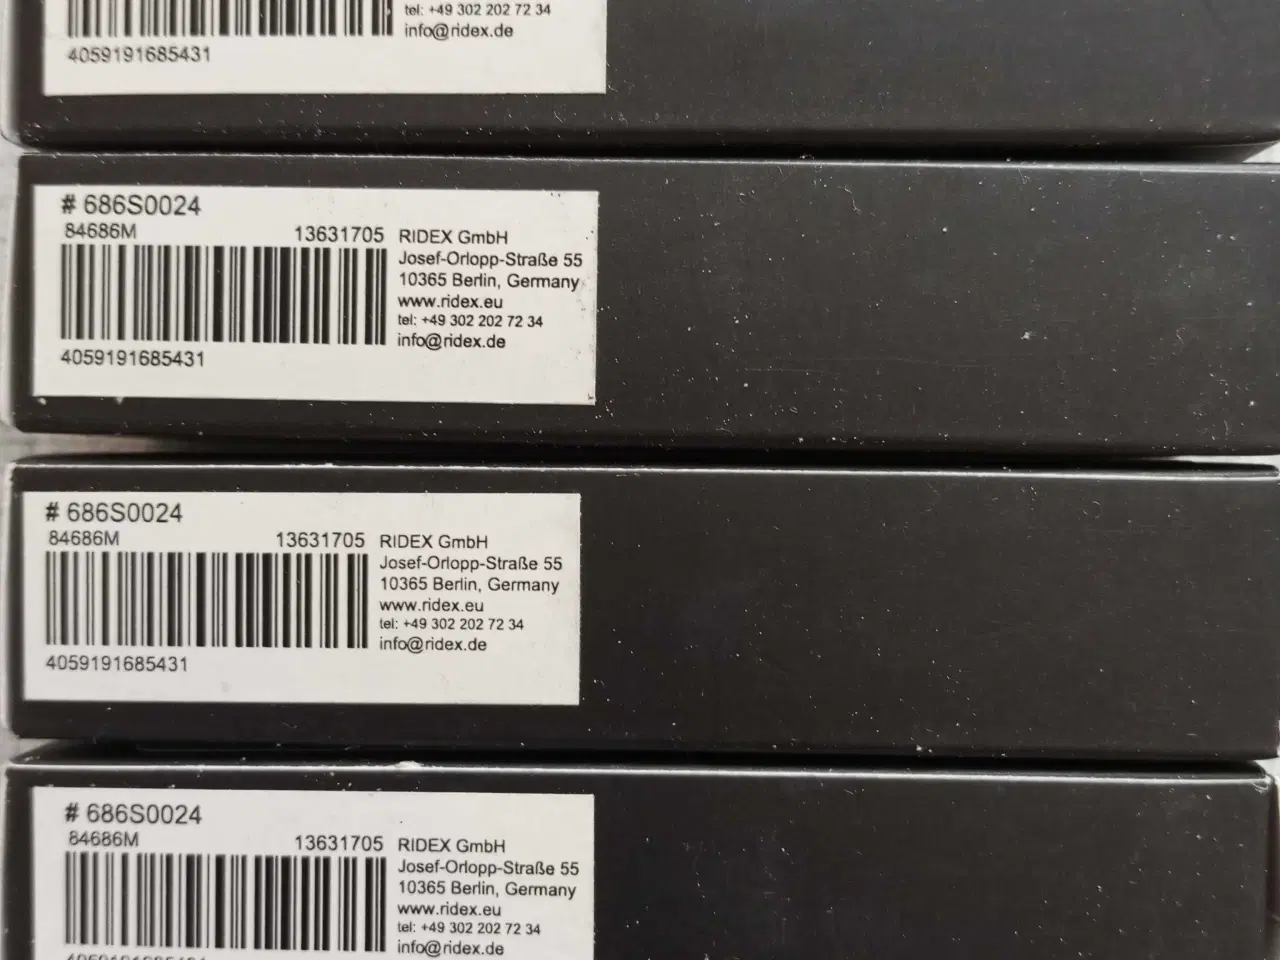 tel: +49 302 202 72 34
info@ridex.de
4059191685431
# 686S0024
84686M 13631705
RIDEX GmbH
Josef-Orlopp-Straße 55
10365 Berlin, Germany
www.ridex.eu
tel: +49 302 202 72 34
info@ridex.de
4059191685431
# 686S0024
84686M 13631705
RIDEX GmbH
Josef-Orlopp-Straße 55
10365 Berlin, Germany
www.ridex.eu
tel: +49 302 202 72 34
info@ridex.de
4059191685431
# 686S0024
84686M 13631705
RIDEX GmbH
Josef-Orlopp-Straße 55
10365 Berlin, Germany
www.ridex.eu
tel: +49 302 202 72 34
info@ridex.de